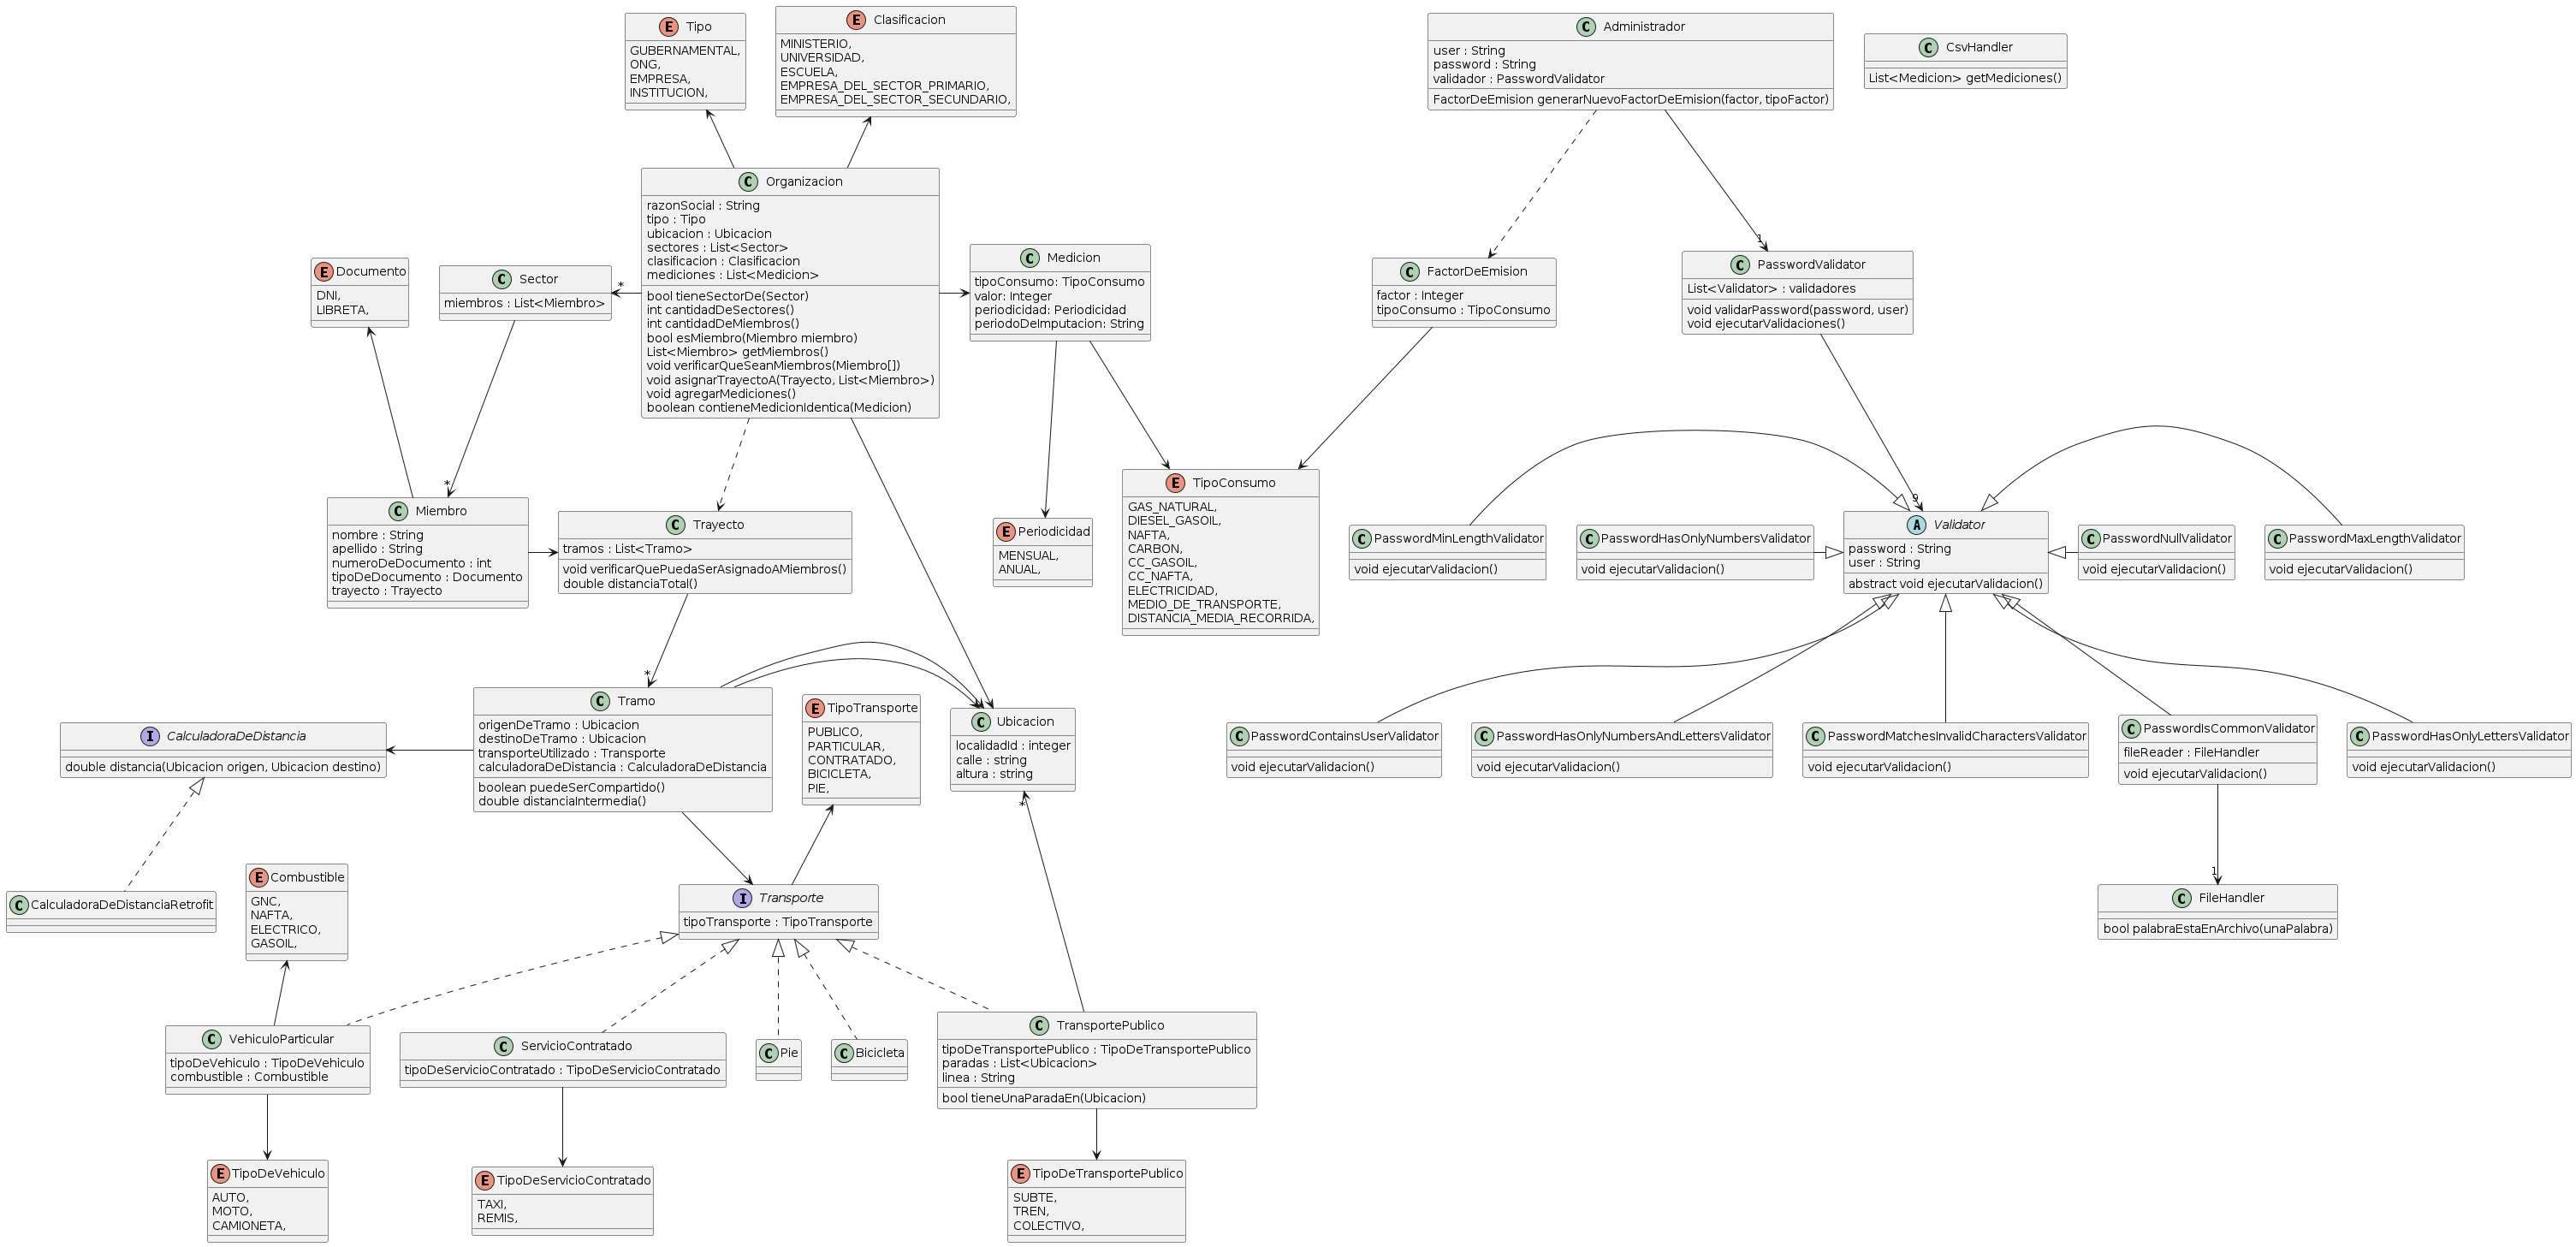 E Tipo
GUBERNAMENTAL,
ONG,
EMPRESA,
INSTITUCION,
E Clasificacion
MINISTERIO,
UNIVERSIDAD,
ESCUELA,
EMPRESA_DEL_SECTOR_PRIMARIO,
EMPRESA_DEL_SECTOR_SECUNDARIO,
C Administrador
user : String
password : String
validador : PasswordValidator
FactorDeEmision generarNuevoFactorDeEmision(factor, tipoFactor)
C CsvHandler
List<Medicion> getMediciones()
E Documento
DNI,
LIBRETA,
C Sector
miembros : List<Miembro>
*
C Organizacion
razonSocial : String
tipo : Tipo
ubicacion : Ubicacion
sectores : List<Sector>
clasificacion : Clasificacion
mediciones : List<Medicion>
bool tieneSectorDe(Sector)
int cantidadDeSectores()
int cantidadDeMiembros()
bool esMiembro(Miembro miembro)
List<Miembro> getMiembros()
void verificarQueSeanMiembros(Miembro[])
void asignarTrayectoA(Trayecto, List<Miembro>)
void agregarMediciones()
boolean contieneMedicionIdentica(Medicion)
C Medicion
tipoConsumo: TipoConsumo
valor: Integer
periodicidad: Periodicidad
periodoDeImputacion: String
C FactorDeEmision
factor : Integer
tipoConsumo : TipoConsumo
1
C PasswordValidator
List<Validator> : validadores
void validarPassword(password, user)
void ejecutarValidaciones()
*
C Miembro
nombre : String
apellido : String
numeroDeDocumento : int
tipoDeDocumento : Documento
trayecto : Trayecto
C Trayecto
tramos : List<Tramo>
void verificarQuePuedaSerAsignadoAMiembros()
double distanciaTotal()
E Periodicidad
MENSUAL,
ANUAL,
E TipoConsumo
GAS_NATURAL,
DIESEL_GASOIL,
NAFTA,
CARBON,
CC_GASOIL,
CC_NAFTA,
ELECTRICIDAD,
MEDIO_DE_TRANSPORTE,
DISTANCIA_MEDIA_RECORRIDA,
C PasswordMinLengthValidator
void ejecutarValidacion()
C PasswordHasOnlyNumbersValidator
void ejecutarValidacion()
9
A Validator
password : String
user : String
abstract void ejecutarValidacion()
C PasswordNullValidator
void ejecutarValidacion()
C PasswordMaxLengthValidator
void ejecutarValidacion()
*
I CalculadoraDeDistancia
double distancia(Ubicacion origen, Ubicacion destino)
C Tramo
origenDeTramo : Ubicacion
destinoDeTramo : Ubicacion
transporteUtilizado : Transporte
calculadoraDeDistancia : CalculadoraDeDistancia
boolean puedeSerCompartido()
double distanciaIntermedia()
E TipoTransporte
PUBLICO,
PARTICULAR,
CONTRATADO,
BICICLETA,
PIE,
C Ubicacion
localidadId : integer
calle : string
altura : string
*
C PasswordContainsUserValidator
void ejecutarValidacion()
C PasswordHasOnlyNumbersAndLettersValidator
void ejecutarValidacion()
C PasswordMatchesInvalidCharactersValidator
void ejecutarValidacion()
C PasswordIsCommonValidator
fileReader : FileHandler
void ejecutarValidacion()
C PasswordHasOnlyLettersValidator
void ejecutarValidacion()
C CalculadoraDeDistanciaRetrofit
E Combustible
GNC,
NAFTA,
ELECTRICO,
GASOIL,
I Transporte
tipoTransporte : TipoTransporte
1
C FileHandler
bool palabraEstaEnArchivo(unaPalabra)
C VehiculoParticular
tipoDeVehiculo : TipoDeVehiculo
combustible : Combustible
C ServicioContratado
tipoDeServicioContratado : TipoDeServicioContratado
C Pie
C Bicicleta
C TransportePublico
tipoDeTransportePublico : TipoDeTransportePublico
paradas : List<Ubicacion>
linea : String
bool tieneUnaParadaEn(Ubicacion)
E TipoDeVehiculo
AUTO,
MOTO,
CAMIONETA,
E TipoDeServicioContratado
TAXI,
REMIS,
E TipoDeTransportePublico
SUBTE,
TREN,
COLECTIVO,